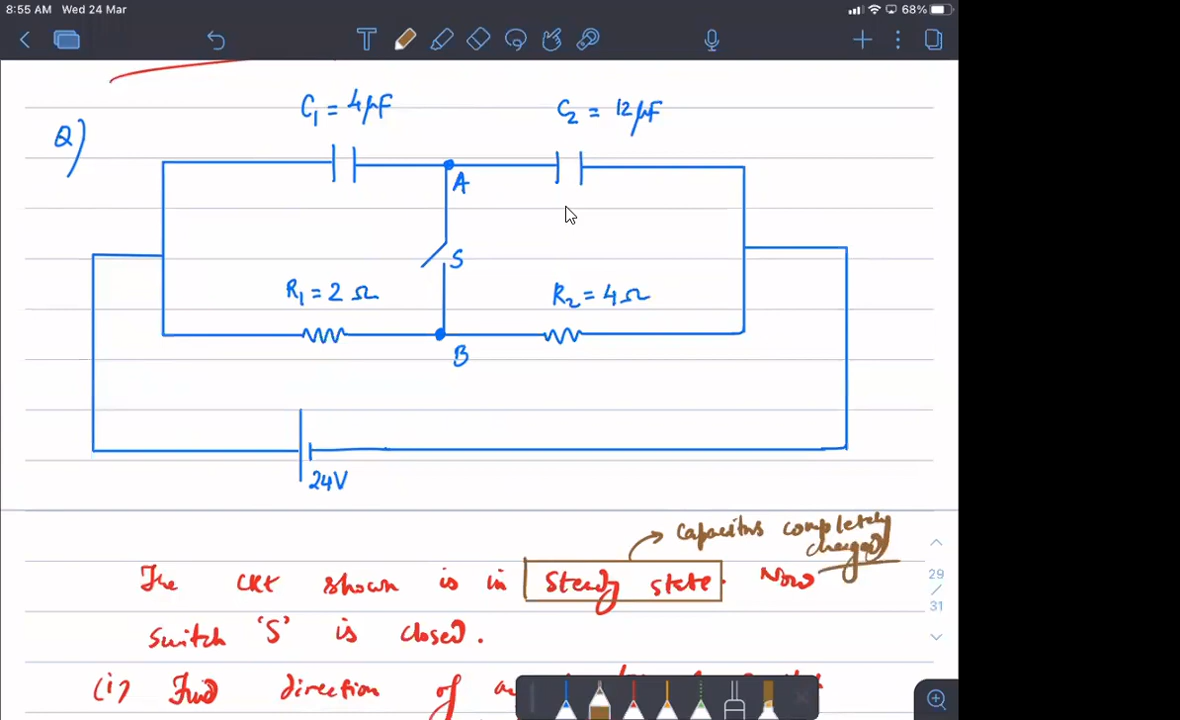 8:55 AM Wed 24 Mar
68%
C₁ = 4μF
C₂ = 12μF
Q)
A
S
R₁ = 2 Ω
R₂ = 4 Ω
B
24V
Capacitors completely
charged
The CKT shown is in steady state. Now
switch 'S' is closed.
(i) Find direction of
29
/
31